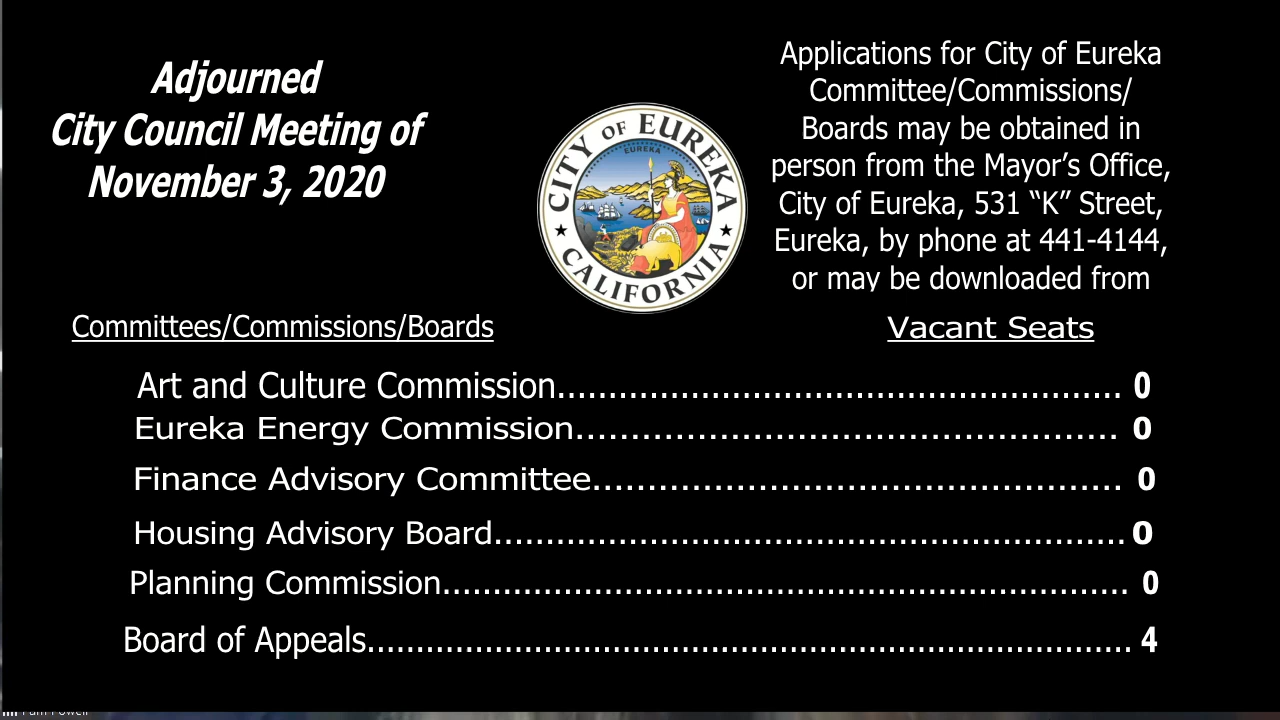 Adjourned
City Council Meeting of
November 3, 2020
CITY OF EUREKA
EUREKA
CALIFORNIA
Applications for City of Eureka
Committee/Commissions/
Boards may be obtained in
person from the Mayor’s Office,
City of Eureka, 531 “K” Street,
Eureka, by phone at 441-4144,
or may be downloaded from
Committees/Commissions/Boards
Vacant Seats
Art and Culture Commission....................................................... 0
Eureka Energy Commission................................................ 0
Finance Advisory Committee............................................... 0
Housing Advisory Board............................................................. 0
Planning Commission.................................................................. 0
Board of Appeals.............................................................................. 4
Pam Powell